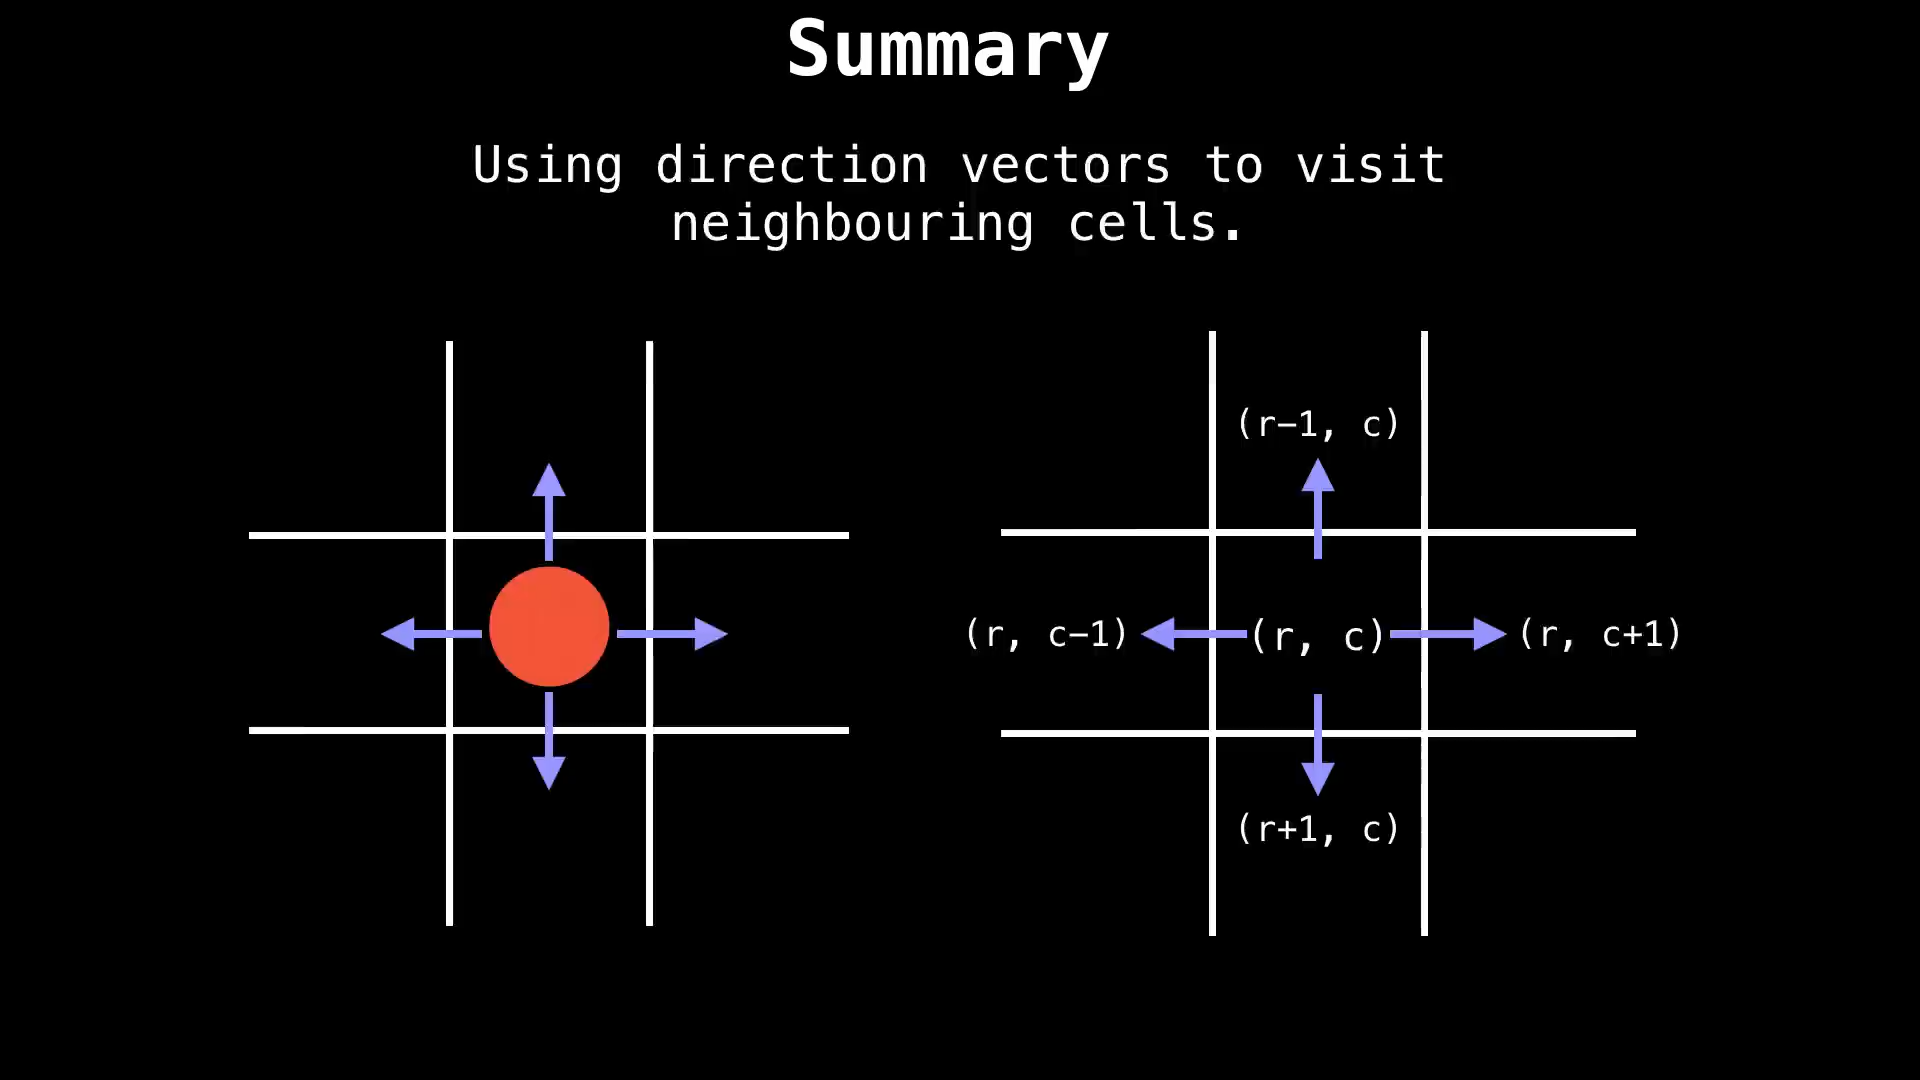 Summary
Using direction vectors to visit
neighbouring cells.
(r−1, c)
(r, c−1) (r, c) (r, c+1)
(r+1, c)